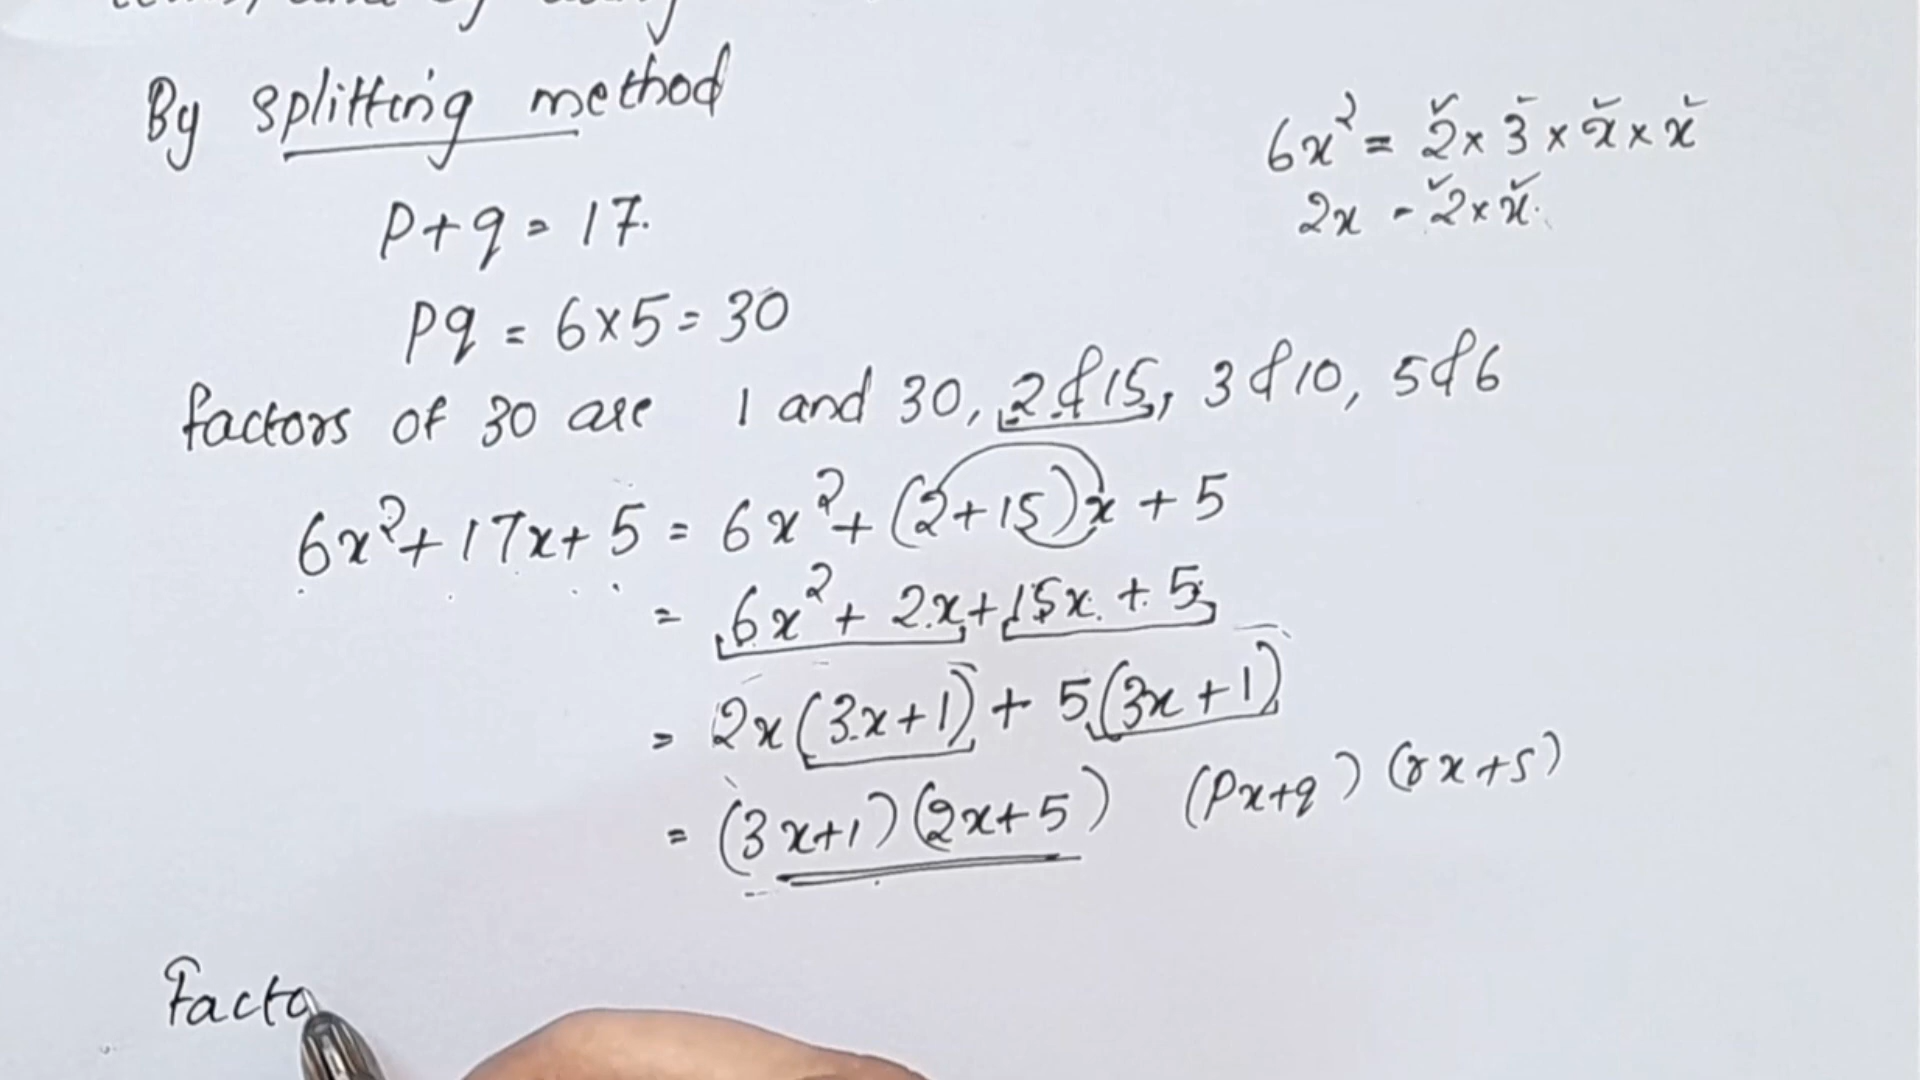 By splitting method
6x² = 2 × 3 × x × x
2x - 2 × x.
P+q = 17.
Pq = 6×5 = 30
factors of 30 are 1 and 30, 2&15, 3&10, 5&6
6x²+17x+5 = 6x²+(2+15)x+5
= 6x²+2x+15x+5
= 2x(3x+1)+5(3x+1)
= (3x+1)(2x+5) (Px+q)(rx+s)
Facto